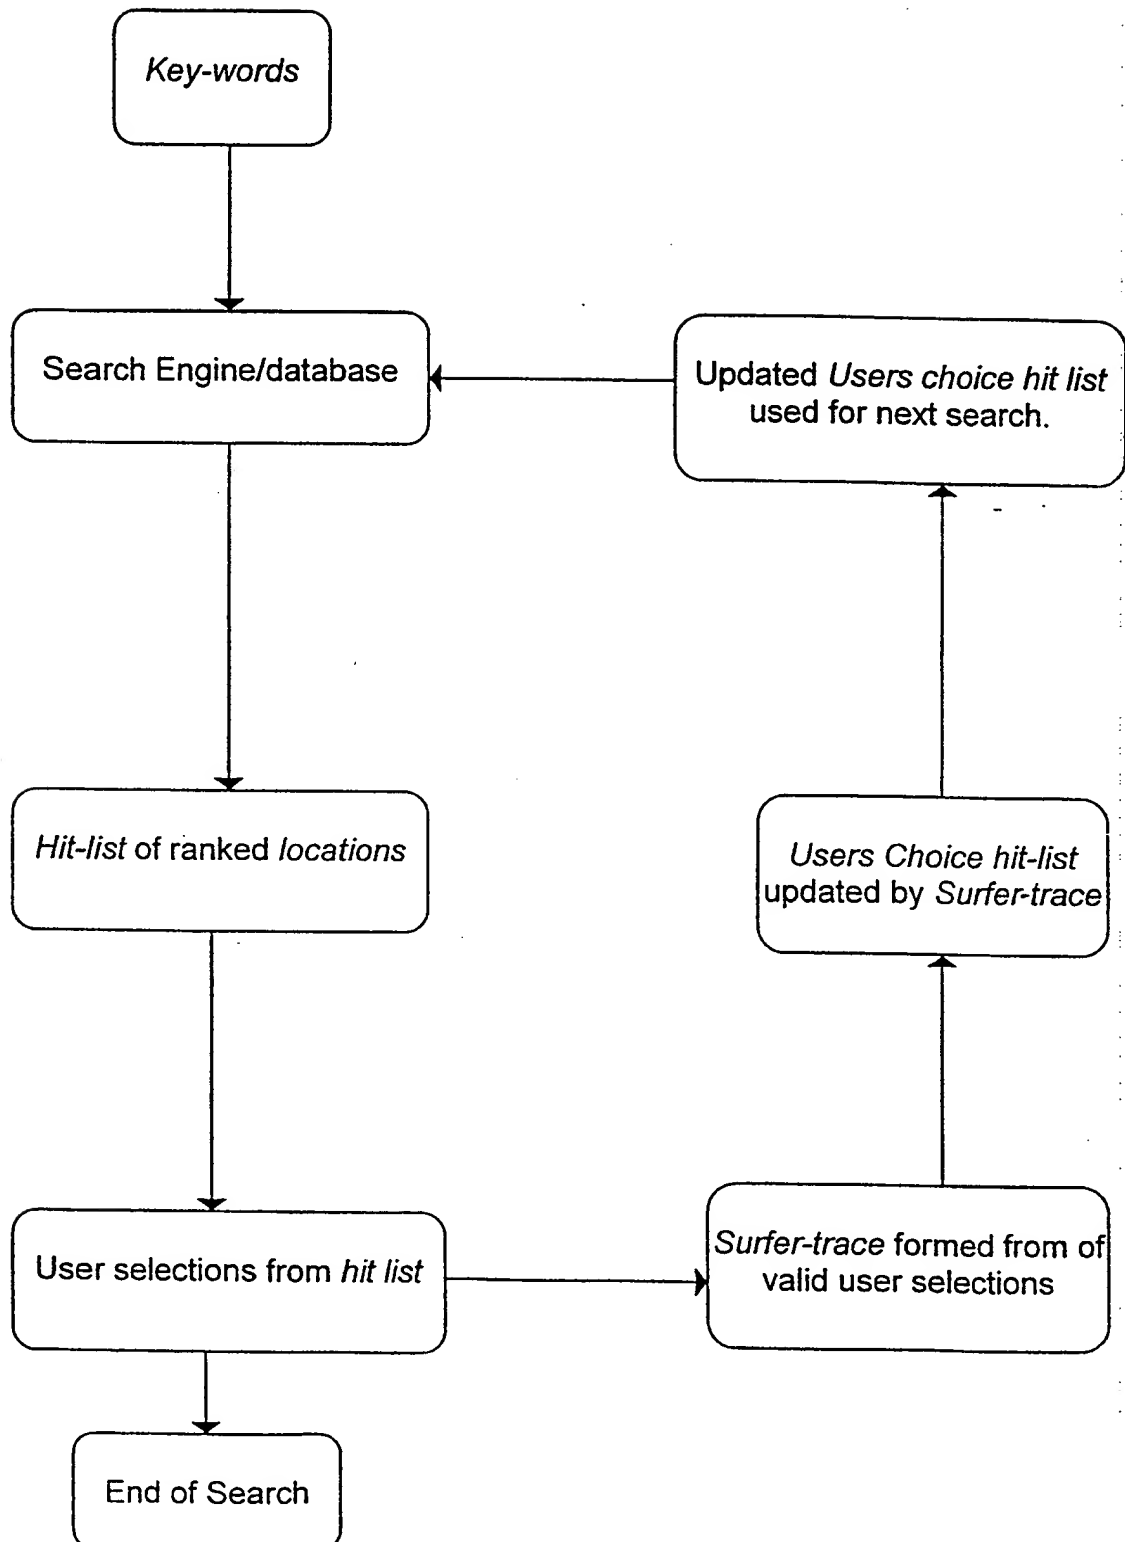 Key-words
Search Engine/database
Updated Users choice hit list
used for next search.
Hit-list of ranked locations
Users Choice hit-list
updated by Surfer-trace
User selections from hit list
Surfer-trace formed from of
valid user selections
End of Search